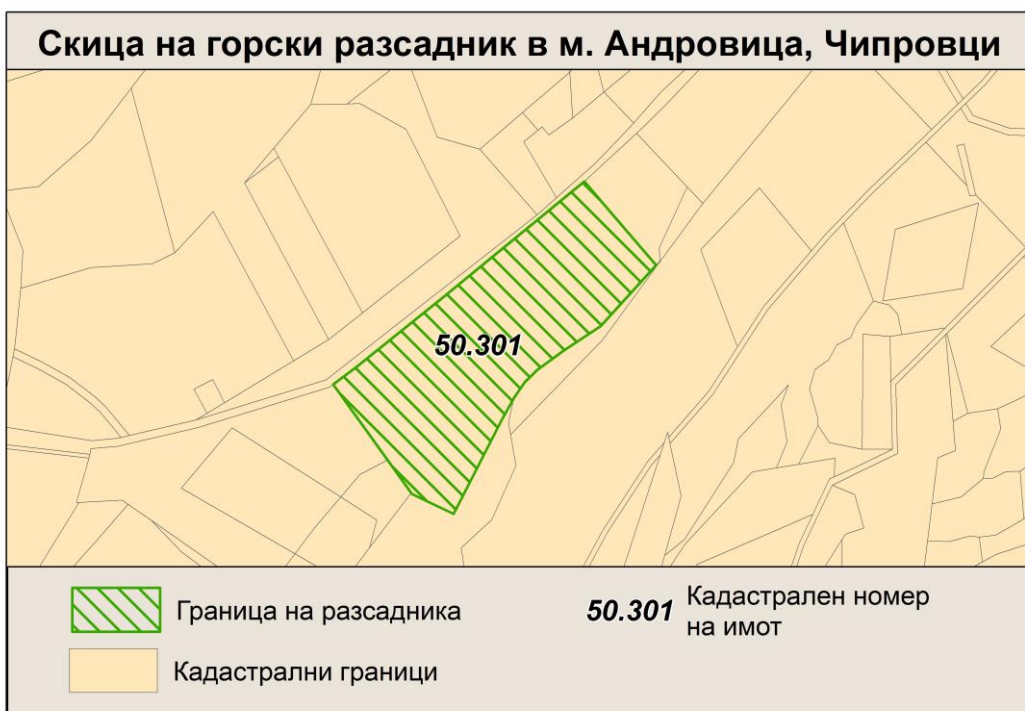 Скица на горски разсадник в м. Андровица, Чипровци
50.301
Граница на разсадника
50.301 Кадастрален номер
на имот
Кадастрални граници